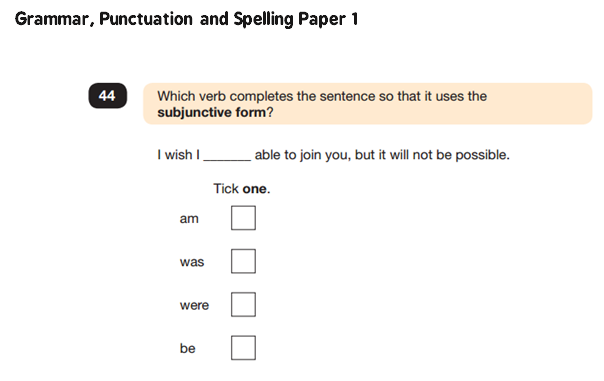 Grammar, Punctuation and Spelling Paper 1
44
Which verb completes the sentence so that it uses the
subjunctive form?
I wish I _______ able to join you, but it will not be possible.
Tick one.
am
was
were
be